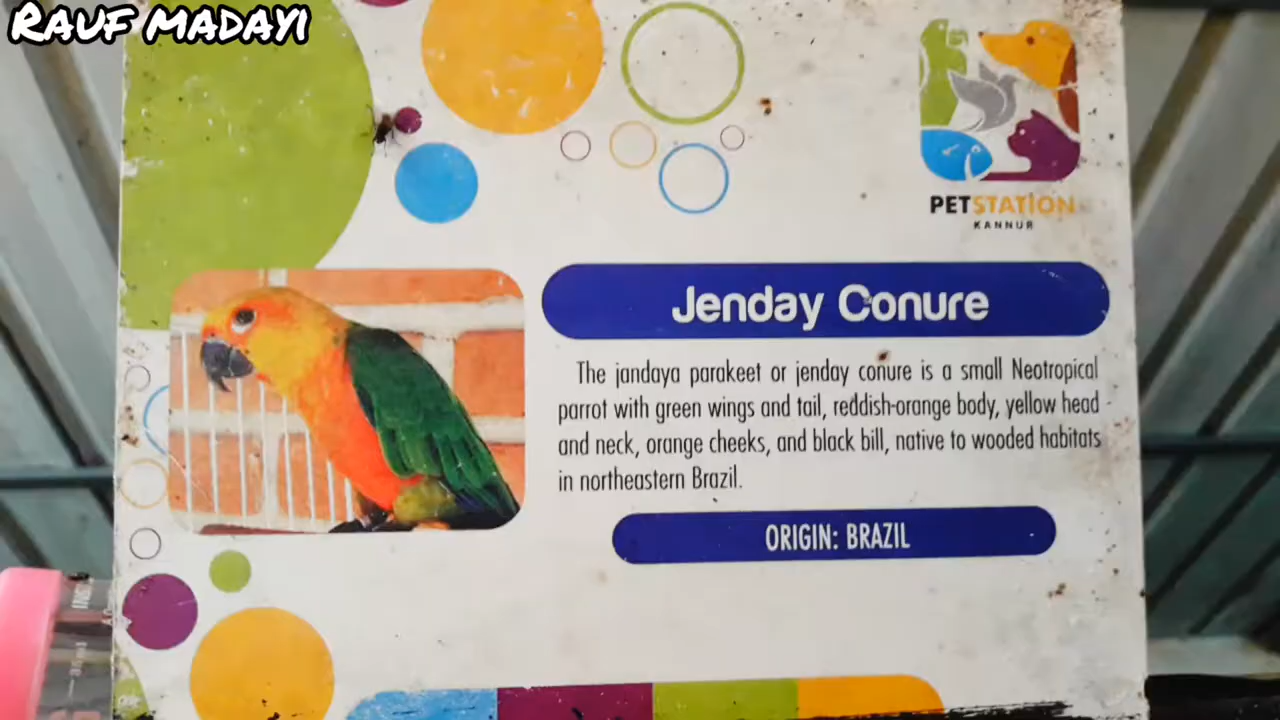 RAUF MADAYI
PETSTATION
KANNUR
Jenday Conure
The jandaya parakeet or jenday conure is a small Neotropical
parrot with green wings and tail, reddish-orange body, yellow head
and neck, orange cheeks, and black bill, native to wooded habitats
in northeastern Brazil.
ORIGIN: BRAZIL